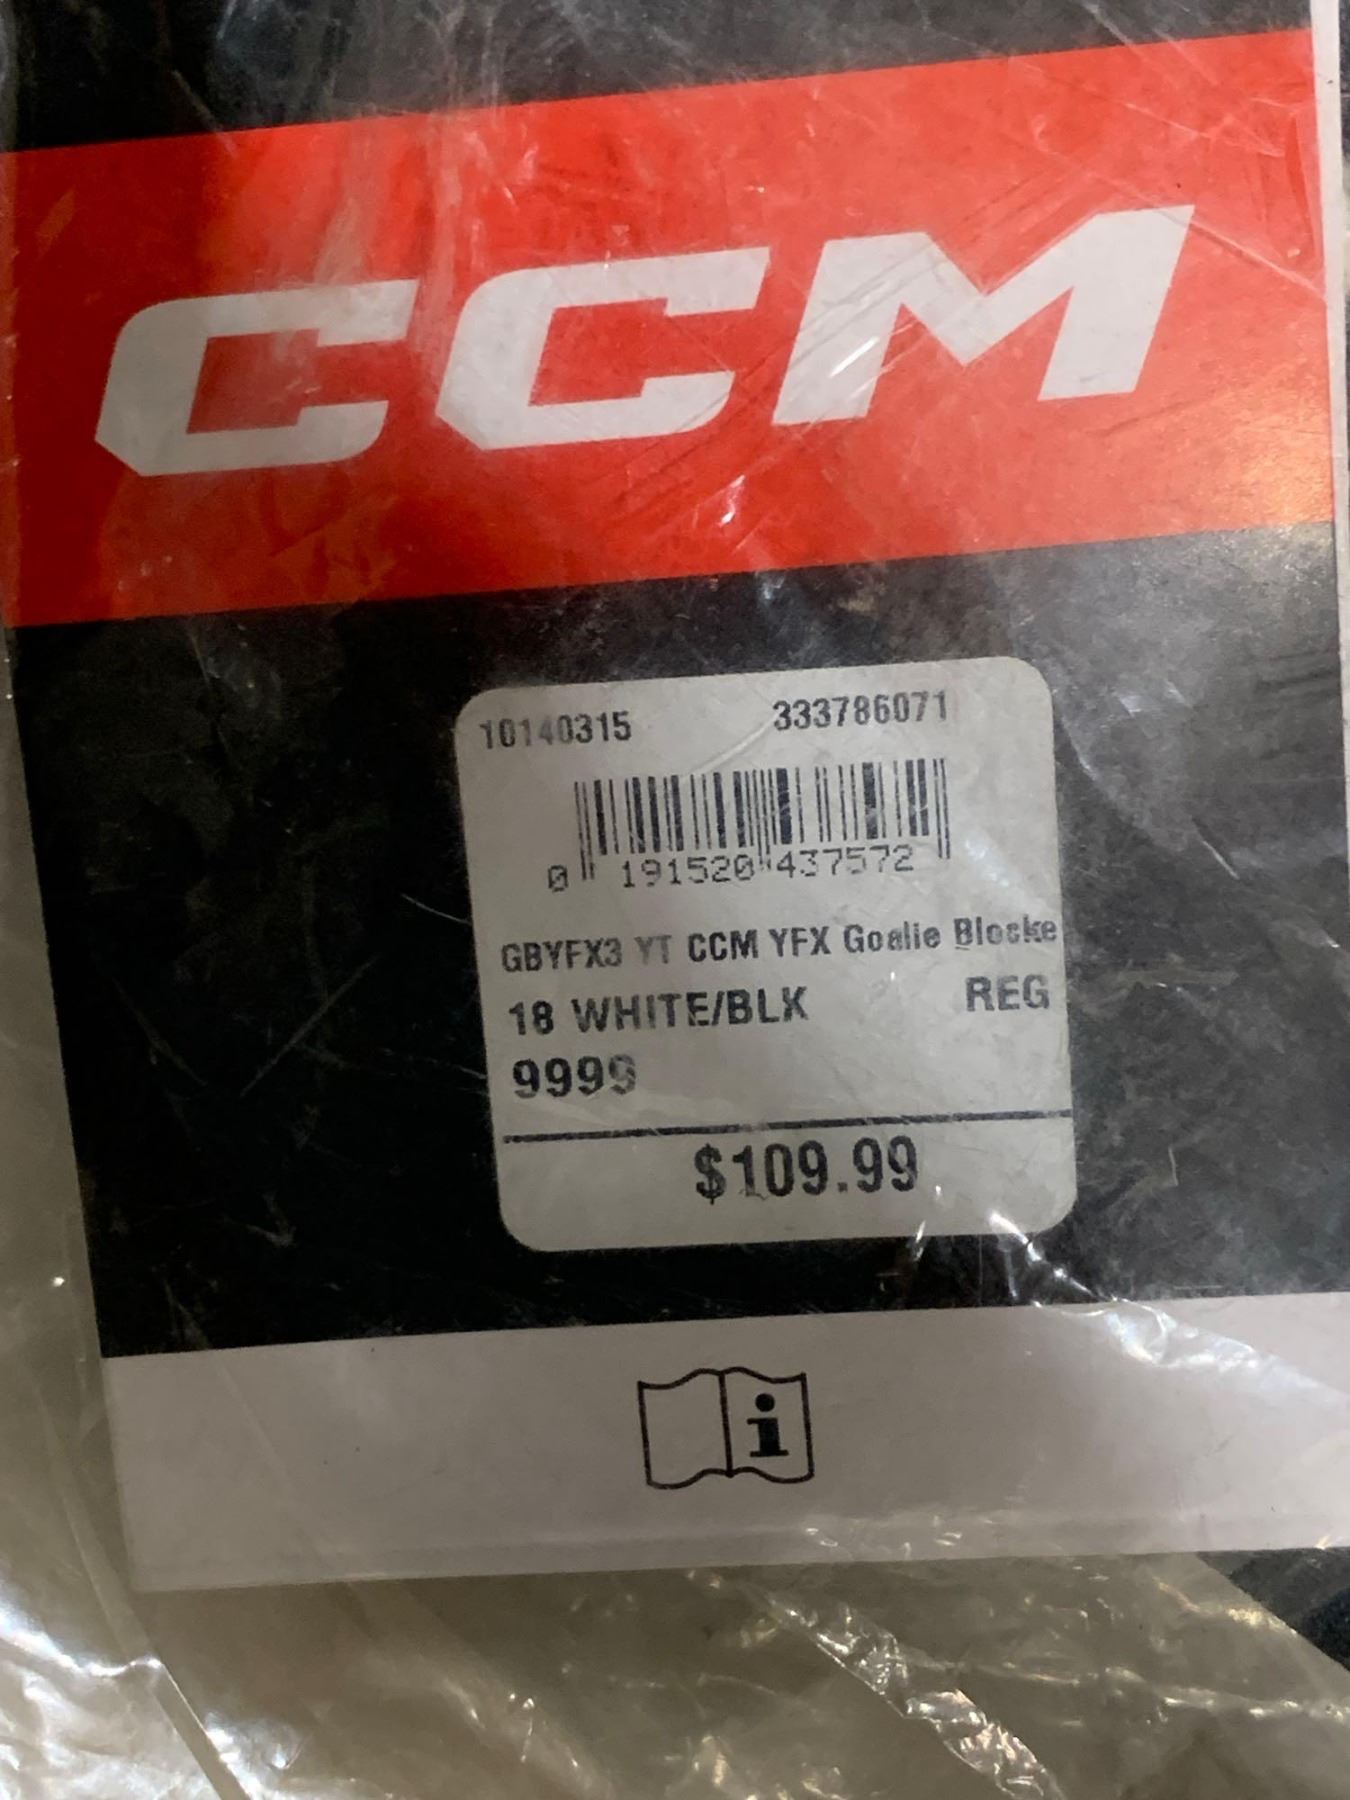 CCM
10140315 333786071
0 191520 437572
GBYFX3 YT CCM YFX Goalie Blocke
18 WHITE/BLK REG
9999
$109.99
i